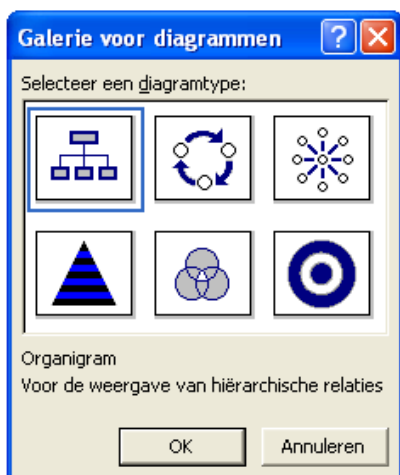 Galerie voor diagrammen
Selecteer een diagramtype:
Organigram
Voor de weergave van hiërarchische relaties
OK
Annuleren